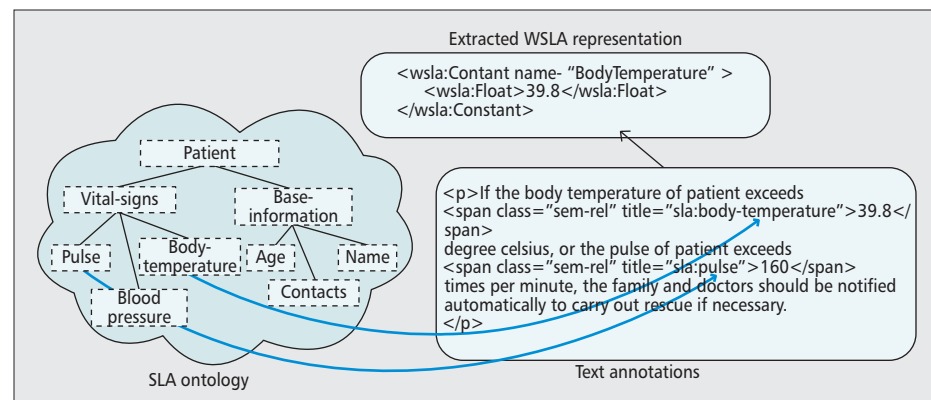 Extracted WSLA representation
<wsla:Contant name- “BodyTemperature” >
<wsla:Float>39.8</wsla:Float>
</wsla:Constant>
Patient
Vital-signs
Base-
information
Pulse
Body-
temperature
Age
Name
Blood
pressure
Contacts
SLA ontology
<p>If the body temperature of patient exceeds
<span class=”sem-rel” title=”sla:body-temperature”>39.8</
span>
degree celsius, or the pulse of patient exceeds
<span class=”sem-rel” title=”sla:pulse”>160</span>
times per minute, the family and doctors should be notified
automatically to carry out rescue if necessary.
</p>
Text annotations